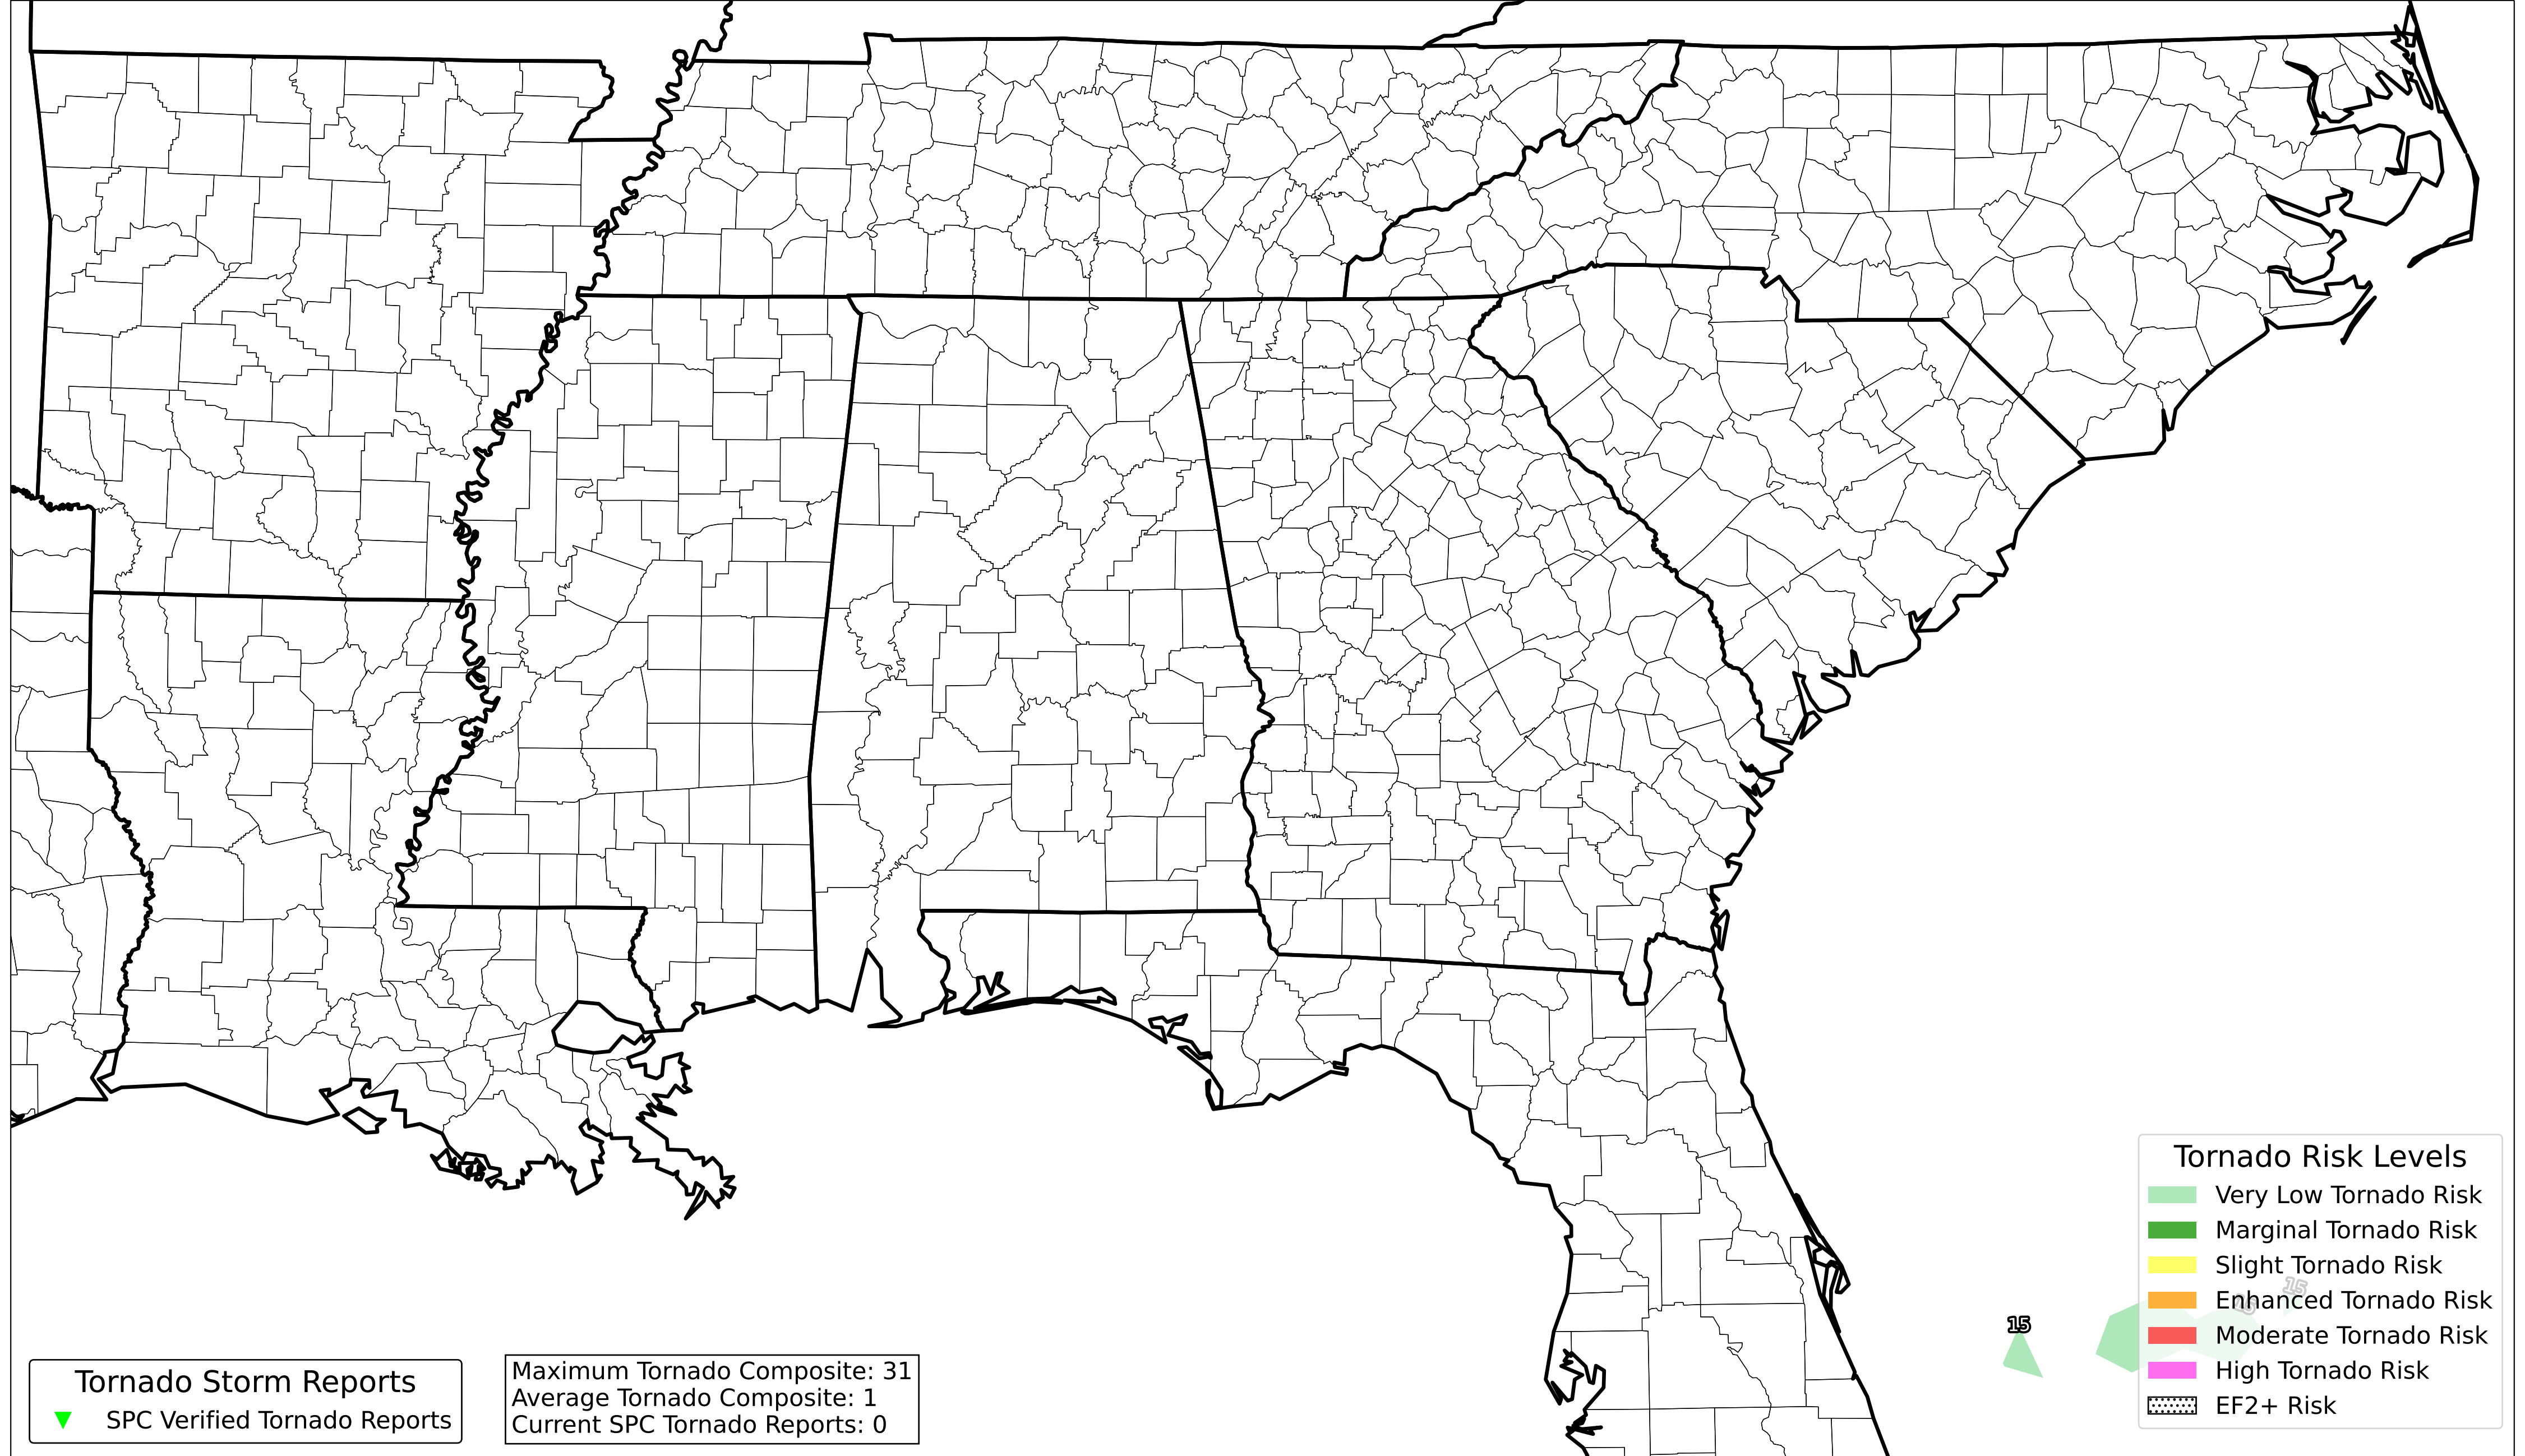 Tornado Risk Levels
Very Low Tornado Risk
Marginal Tornado Risk
Slight Tornado Risk
15
Enhanced Tornado Risk
15
Moderate Tornado Risk
High Tornado Risk
EF2+ Risk
Tornado Storm Reports
SPC Verified Tornado Reports
Maximum Tornado Composite: 31
Average Tornado Composite: 1
Current SPC Tornado Reports: 0